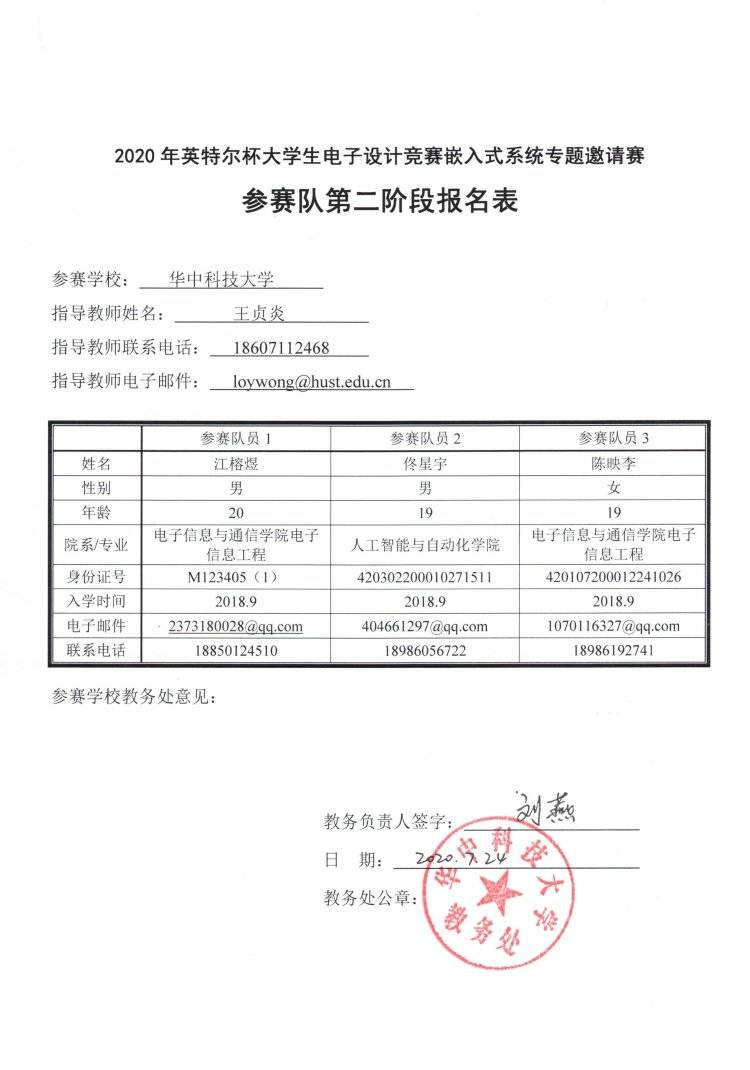 2020 年英特尔杯大学生电子设计竞赛嵌入式系统专题邀请赛
参赛队第二阶段报名表
参赛学校： 华中科技大学
指导教师姓名： 王贞炎
指导教师联系电话： 18607112468
指导教师电子邮件： loywong@hust.edu.cn
参赛队员 1 参赛队员 2 参赛队员 3
姓名 江榕煜 佟星宇 陈映李
性别 男 男 女
年龄 20 19 19
院系/专业 电子信息与通信学院电子信息工程 人工智能与自动化学院 电子信息与通信学院电子信息工程
身份证号 M123405（1） 420302200010271511 420107200012241026
入学时间 2018.9 2018.9 2018.9
电子邮件 2373180028@qq.com 404661297@qq.com 1070116327@qq.com
联系电话 18850124510 18986056722 18986192741
参赛学校教务处意见：
教务负责人签字： 刘燕
日 期： 2020.7.24
教务处公章：
华中科技大学
教务处